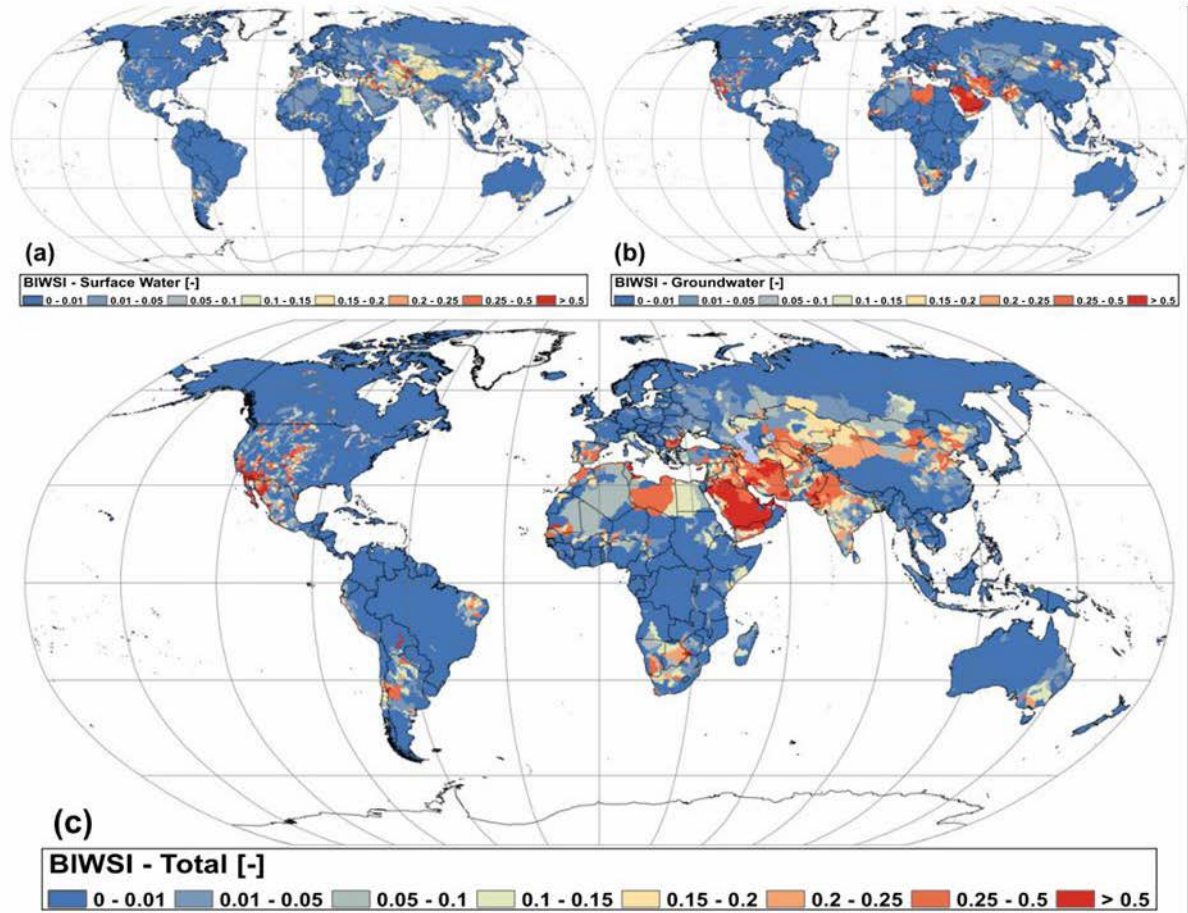 (a)
(b)
BIWSI - Surface Water [-]
0 - 0.01 0.01 - 0.05 0.05 - 0.1 0.1 - 0.15 0.15 - 0.2 0.2 - 0.25 0.25 - 0.5 > 0.5
BIWSI - Groundwater [-]
0 - 0.01 0.01 - 0.05 0.05 - 0.1 0.1 - 0.15 0.15 - 0.2 0.2 - 0.25 0.25 - 0.5 > 0.5
(c)
BIWSI - Total [-]
0 - 0.01 0.01 - 0.05 0.05 - 0.1 0.1 - 0.15 0.15 - 0.2 0.2 - 0.25 0.25 - 0.5 > 0.5